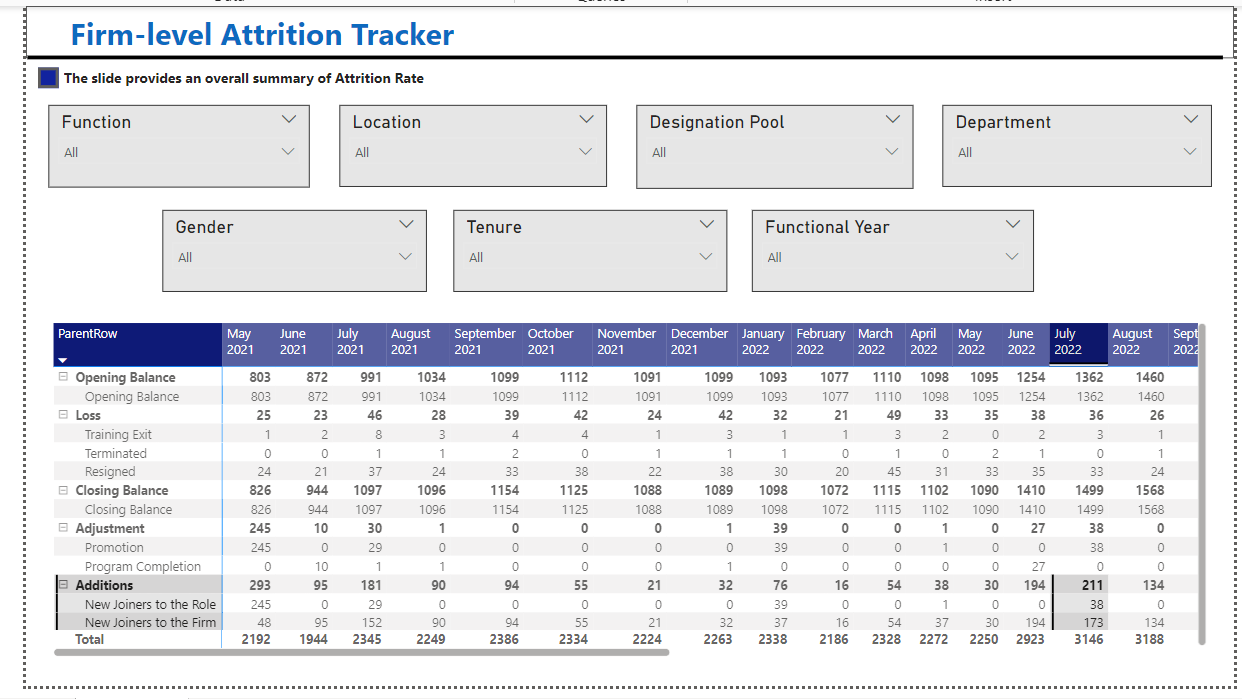 Firm-level Attrition Tracker
The slide provides an overall summary of Attrition Rate
Function Location Designation Pool Department
All All All All
Gender Tenure Functional Year
All All All
ParentRow May June July August September October November December January February March April May June July August Sept
2021 2021 2021 2021 2021 2021 2021 2021 2022 2022 2022 2022 2022 2022 2022 2022 2022
Opening Balance 803 872 991 1034 1099 1112 1091 1099 1093 1077 1110 1098 1095 1254 1362 1460
Opening Balance 803 872 991 1034 1099 1112 1091 1099 1093 1077 1110 1098 1095 1254 1362 1460
Loss 25 23 46 28 39 42 24 42 32 21 49 33 35 38 36 26
Training Exit 1 2 8 3 4 4 1 3 1 1 3 2 0 2 3 1
Terminated 0 0 1 1 2 0 1 1 1 0 1 0 2 1 0 1
Resigned 24 21 37 24 33 38 22 38 30 20 45 31 33 35 33 24
Closing Balance 826 944 1097 1096 1154 1125 1088 1089 1098 1072 1115 1102 1090 1410 1499 1568
Closing Balance 826 944 1097 1096 1154 1125 1088 1089 1098 1072 1115 1102 1090 1410 1499 1568
Adjustment 245 10 30 1 0 0 0 1 39 0 0 1 0 27 38 0
Promotion 245 0 29 0 0 0 0 0 39 0 0 1 0 0 38 0
Program Completion 0 10 1 1 0 0 0 1 0 0 0 0 0 27 0 0
Additions 293 95 181 90 94 55 21 32 76 16 54 38 30 194 211 134
New Joiners to the Role 245 0 29 0 0 0 0 0 39 0 0 1 0 0 38 0
New Joiners to the Firm 48 95 152 90 94 55 21 32 37 16 54 37 30 194 173 134
Total 2192 1944 2345 2249 2386 2334 2224 2263 2338 2186 2328 2272 2250 2923 3146 3188